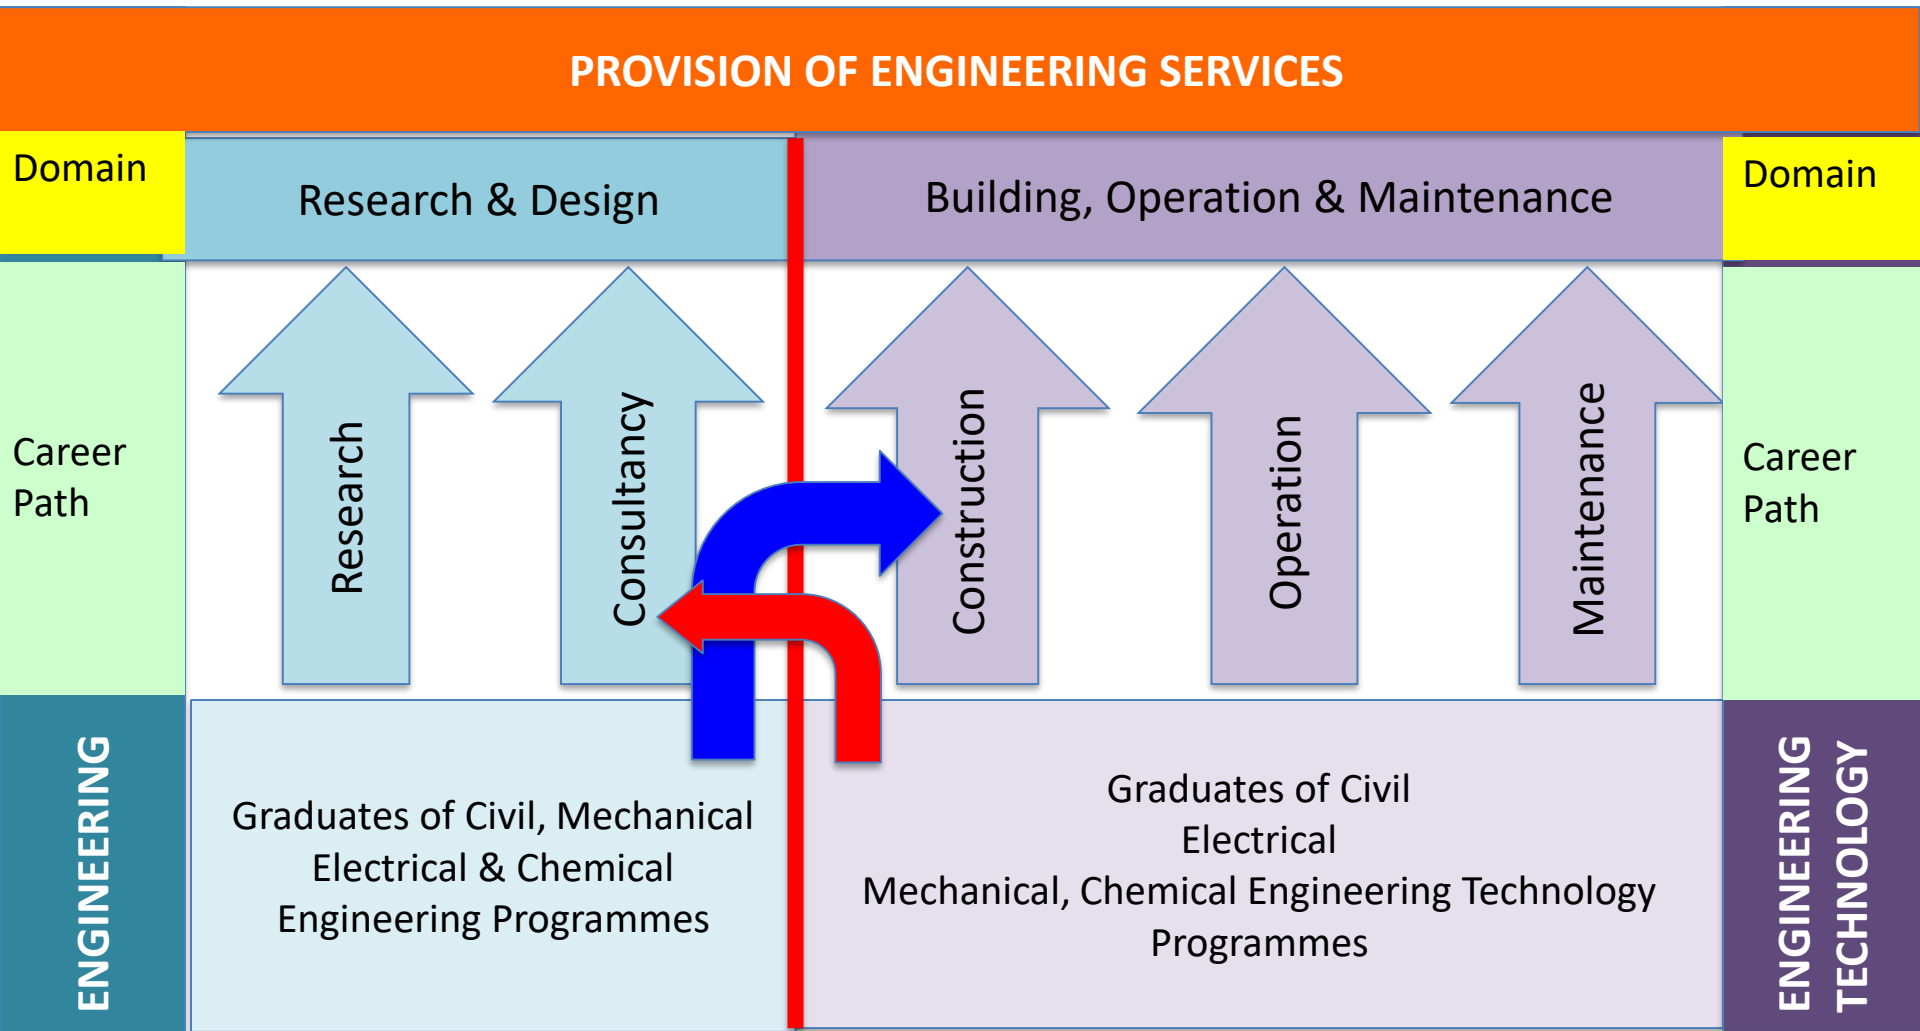 PROVISION OF ENGINEERING SERVICES
Domain
Research & Design
Building, Operation & Maintenance
Domain
Career
Path
Research
Consultancy
Construction
Operation
Maintenance
Career
Path
ENGINEERING
Graduates of Civil, Mechanical
Electrical & Chemical
Engineering Programmes
Graduates of Civil
Electrical
Mechanical, Chemical Engineering Technology
Programmes
ENGINEERING
TECHNOLOGY